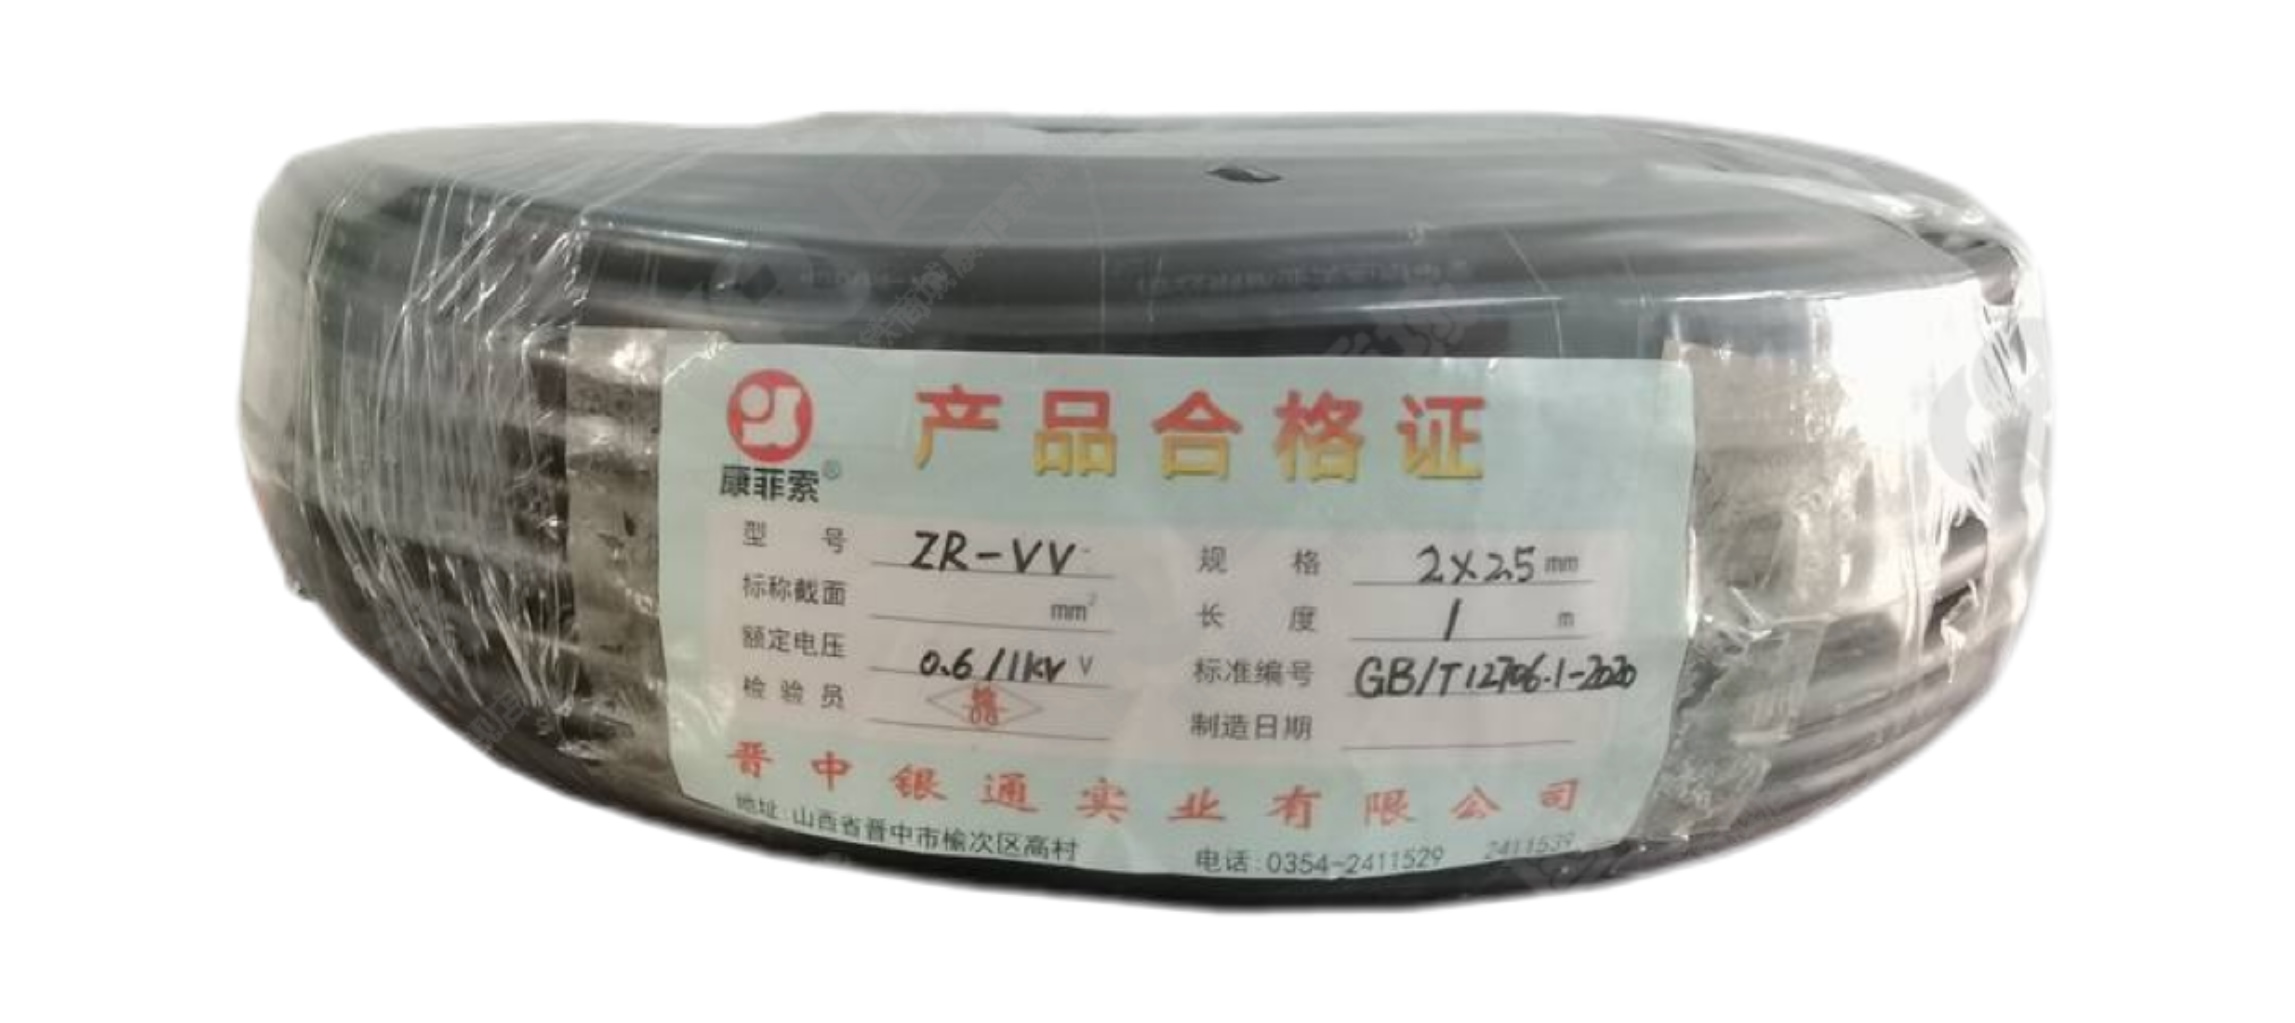 产品合格证
康菲索®
型号 ZR-VV
规格 2×2.5 mm
标称截面 mm²
长度 1 m
额定电压 0.6/1KV V
标准编号 GB/T12706.1-2020
检验员 08
制造日期
晋中银通实业有限公司
地址:山西省晋中市榆次区高村
电话:0354-2411529 2411539